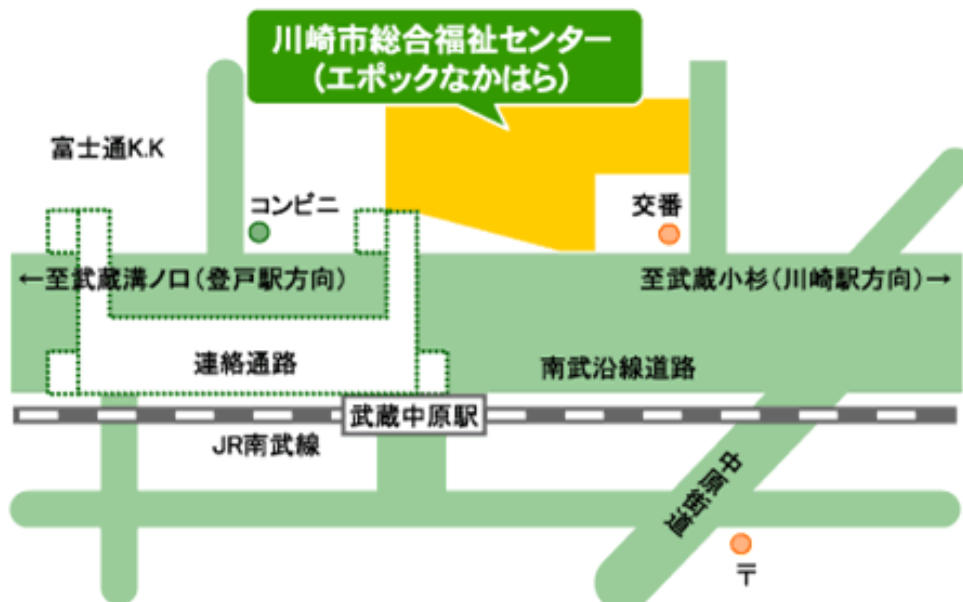 川崎市総合福祉センター
(エポックなかはら)
富士通K.K
コンビニ
交番
←至武蔵溝ノ口(登戸駅方向)
至武蔵小杉(川崎駅方向)→
連絡通路
南武沿線道路
武蔵中原駅
JR南武線
中原街道
〒